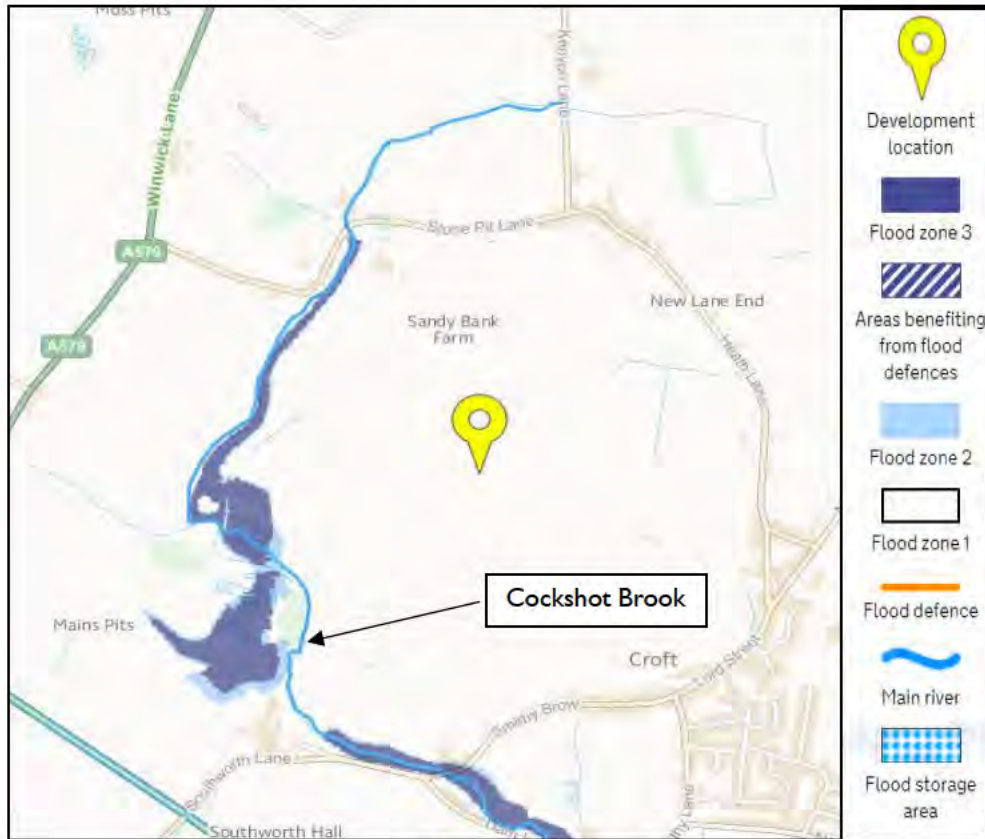 Moss Pits
Kenyon Lane
Winwick Lane
A579
Stone Pit Lane
A579
New Lane End
Sandy Bank
Farm
Heath Lane
Cockshot Brook
Mains Pits
Croft
Lord Street
Smithy Brow
Southworth Lane
Southworth Hall
Lane
Development
location
Flood zone 3
Areas benefiting
from flood
defences
Flood zone 2
Flood zone 1
Flood defence
Main river
Flood storage
area